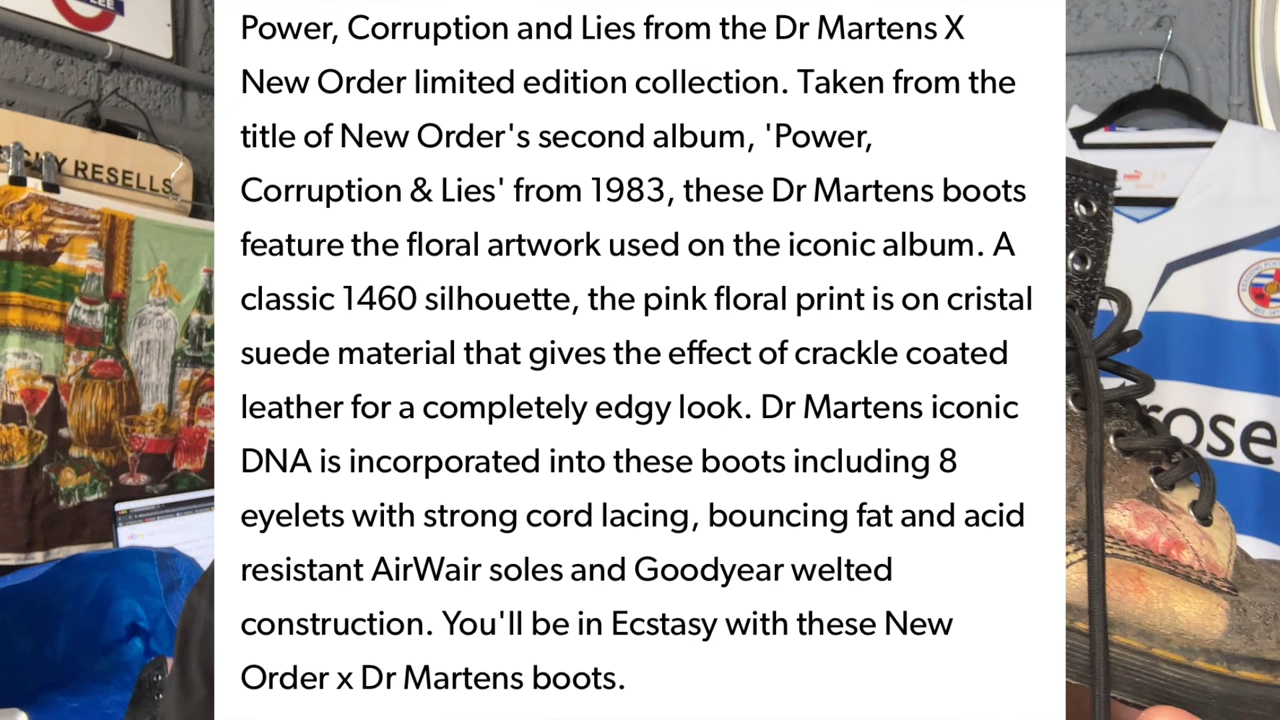 Power, Corruption and Lies from the Dr Martens X
New Order limited edition collection. Taken from the
title of New Order's second album, 'Power,
Corruption & Lies' from 1983, these Dr Martens boots
feature the floral artwork used on the iconic album. A
classic 1460 silhouette, the pink floral print is on cristal
suede material that gives the effect of crackle coated
leather for a completely edgy look. Dr Martens iconic
DNA is incorporated into these boots including 8
eyelets with strong cord lacing, bouncing fat and acid
resistant AirWair soles and Goodyear welted
construction. You'll be in Ecstasy with these New
Order x Dr Martens boots.
RESELLS
rose